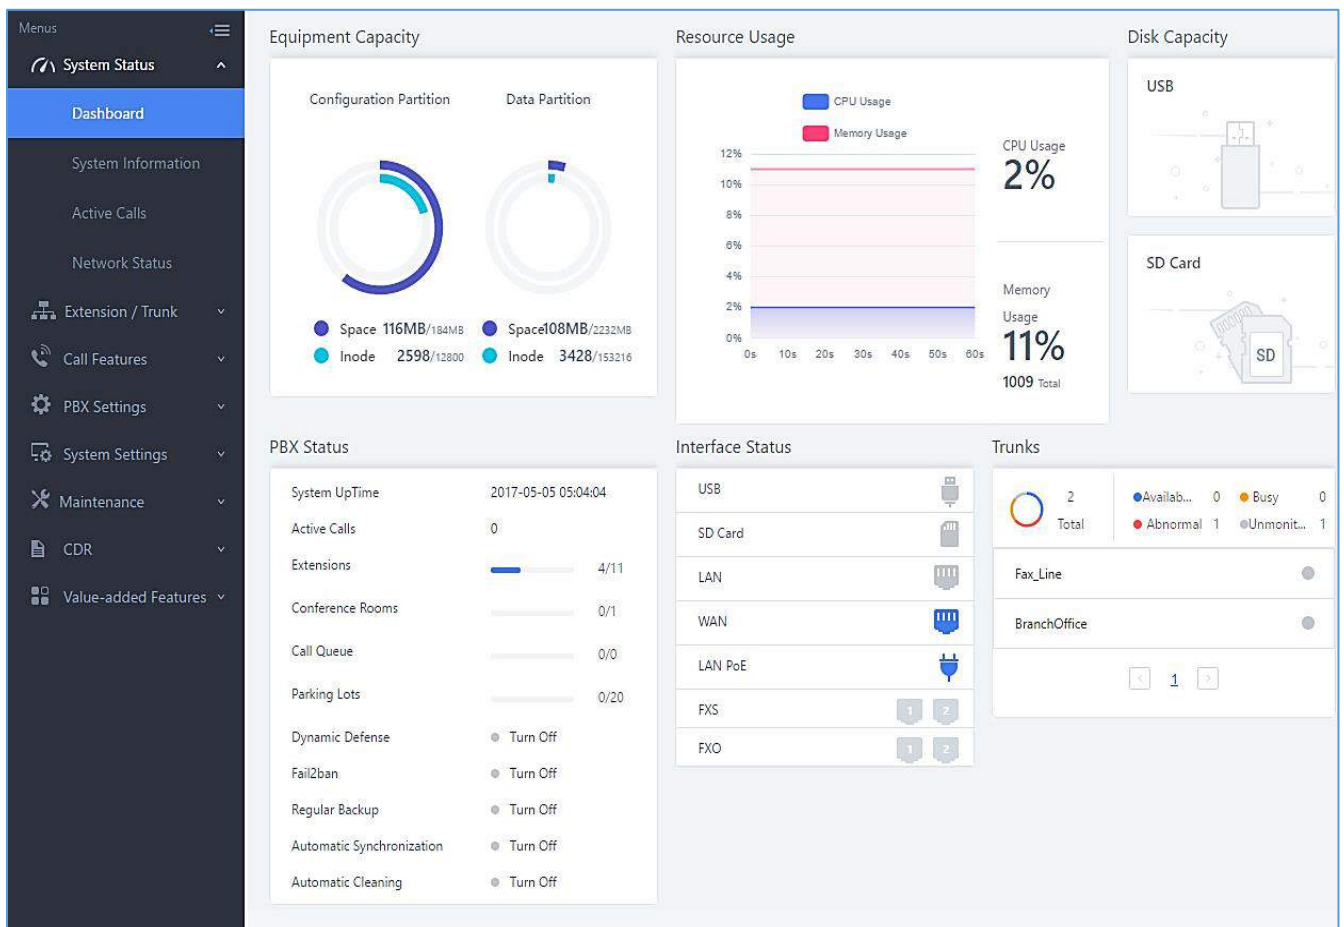 Menus
System Status
Dashboard
System Information
Active Calls
Network Status
Extension / Trunk
Call Features
PBX Settings
System Settings
Maintenance
CDR
Value-added Features
Equipment Capacity
Configuration Partition Data Partition
Space 116MB/184MB Space108MB/2232MB
Inode 2598/12800 Inode 3428/153216
Resource Usage
CPU Usage
Memory Usage
12%
10%
8%
6%
4%
2%
0%
0s 10s 20s 30s 40s 50s 60s
CPU Usage
2%
Memory
Usage
11%
1009 Total
Disk Capacity
USB
SD Card
SD
PBX Status
System UpTime 2017-05-05 05:04:04
Active Calls 0
Extensions 4/11
Conference Rooms 0/1
Call Queue 0/0
Parking Lots 0/20
Dynamic Defense Turn Off
Fail2ban Turn Off
Regular Backup Turn Off
Automatic Synchronization Turn Off
Automatic Cleaning Turn Off
Interface Status
USB
SD Card
LAN
WAN
LAN PoE
FXS 1 2
FXO 1 2
Trunks
2
Total
Availab... 0 Busy 0
Abnormal 1 Unmonit... 1
Fax_Line
BranchOffice
< 1 >